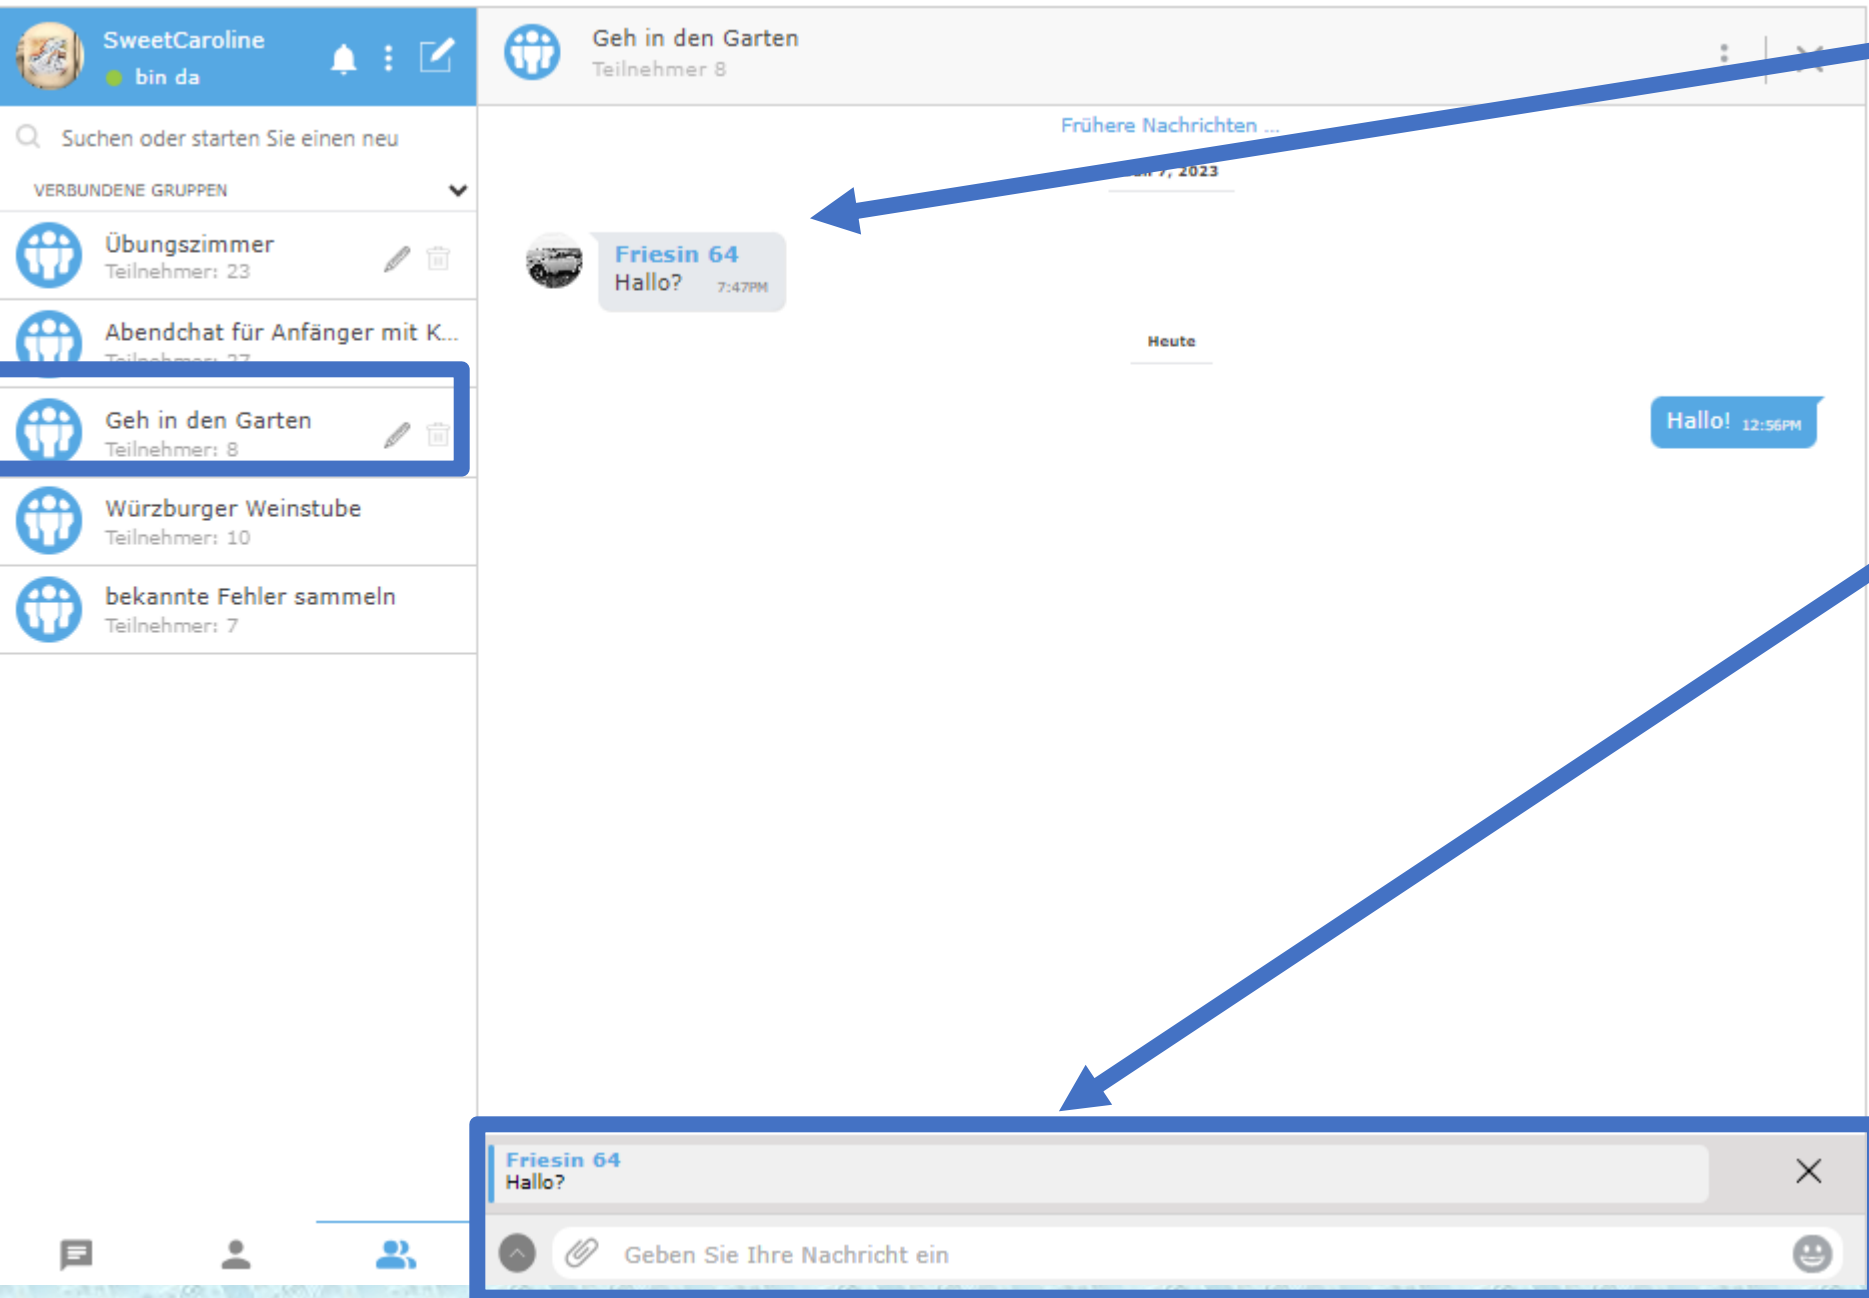 SweetCaroline
bin da
Suchen oder starten Sie einen neu
VERBUNDENE GRUPPEN
Übungszimmer
Teilnehmer: 23
Abendchat für Anfänger mit K...
Teilnehmer: 27
Geh in den Garten
Teilnehmer: 8
Würzburger Weinstube
Teilnehmer: 10
bekannte Fehler sammeln
Teilnehmer: 7
Geh in den Garten
Teilnehmer 8
Frühere Nachrichten ...
7, 2023
Friesin 64
Hallo? 7:47PM
Heute
Hallo! 12:56PM
Friesin 64
Hallo?
Geben Sie Ihre Nachricht ein